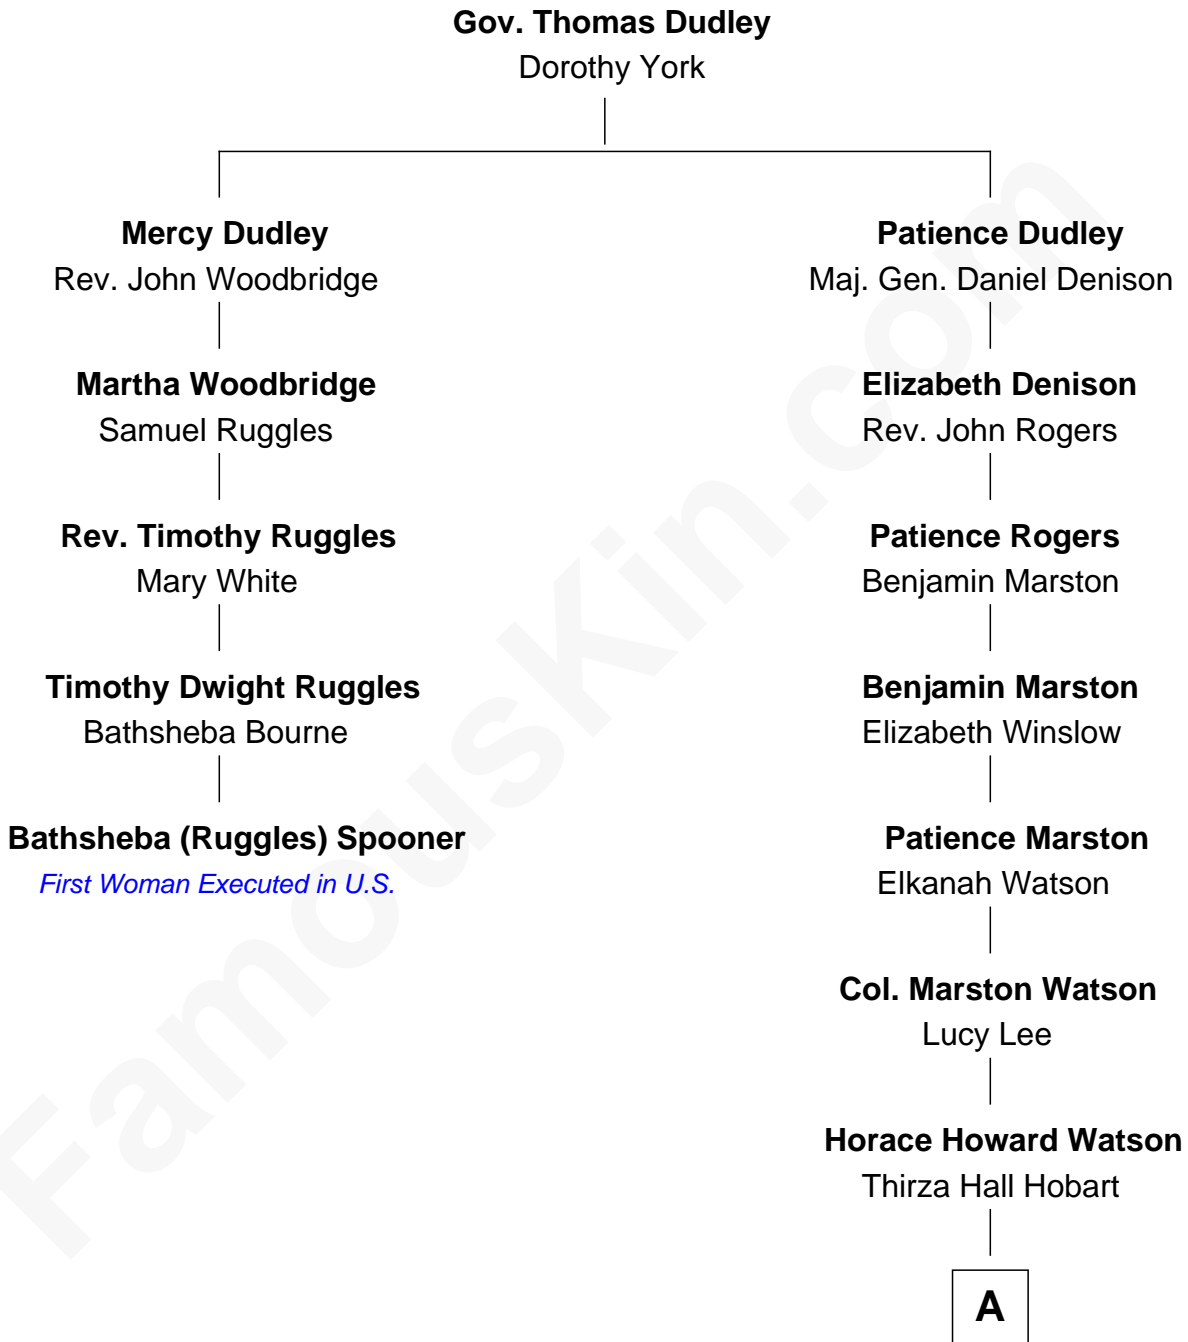 Gov. Thomas Dudley
Dorothy York
Mercy Dudley
Rev. John Woodbridge
Martha Woodbridge
Samuel Ruggles
Rev. Timothy Ruggles
Mary White
Timothy Dwight Ruggles
Bathsheba Bourne
Bathsheba (Ruggles) Spooner
First Woman Executed in U.S.
Patience Dudley
Maj. Gen. Daniel Denison
Elizabeth Denison
Rev. John Rogers
Patience Rogers
Benjamin Marston
Benjamin Marston
Elizabeth Winslow
Patience Marston
Elkanah Watson
Col. Marston Watson
Lucy Lee
Horace Howard Watson
Thirza Hall Hobart
A
FamousKin.com